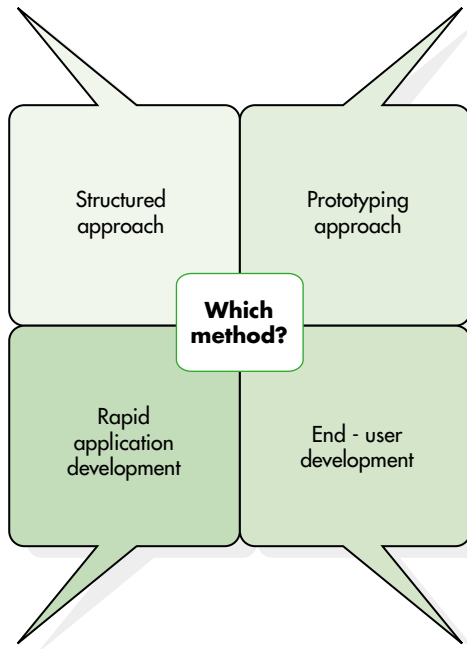 Structured
approach
Prototyping
approach
Which
method?
Rapid
application
development
End - user
development